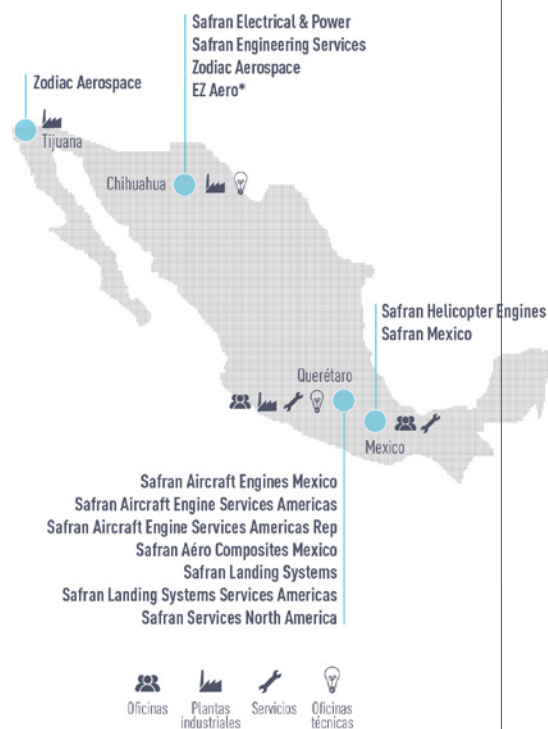 Safran Electrical & Power
Safran Engineering Services
Zodiac Aerospace
EZ Aero*
Zodiac Aerospace
Tijuana
Chihuahua
Safran Helicopter Engines
Safran Mexico
Querétaro
Mexico
Safran Aircraft Engines Mexico
Safran Aircraft Engine Services Americas
Safran Aircraft Engine Services Americas Rep
Safran Aéro Composites Mexico
Safran Landing Systems
Safran Landing Systems Services Americas
Safran Services North America
Oficinas
Plantas
industriales
Servicios
Oficinas
técnicas